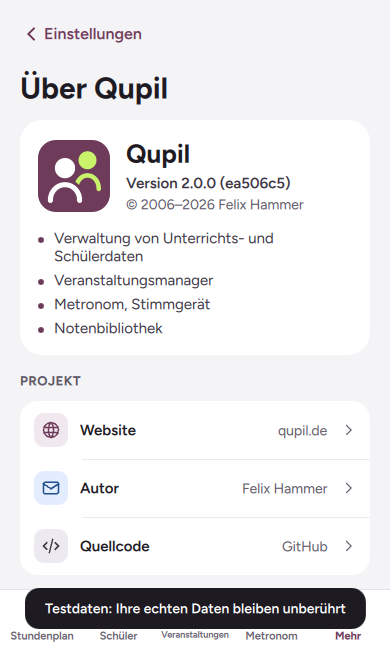 Einstellungen
Über Qupil
Qupil
Version 2.0.0 (ea506c5)
© 2006–2026 Felix Hammer
Verwaltung von Unterrichts- und
Schülerdaten
Veranstaltungsmanager
Metronom, Stimmgerät
Notenbibliothek
PROJEKT
Website qupil.de
Autor Felix Hammer
Quellcode GitHub
Testdaten: Ihre echten Daten bleiben unberührt
Stundenplan Schüler Veranstaltungen Metronom Mehr